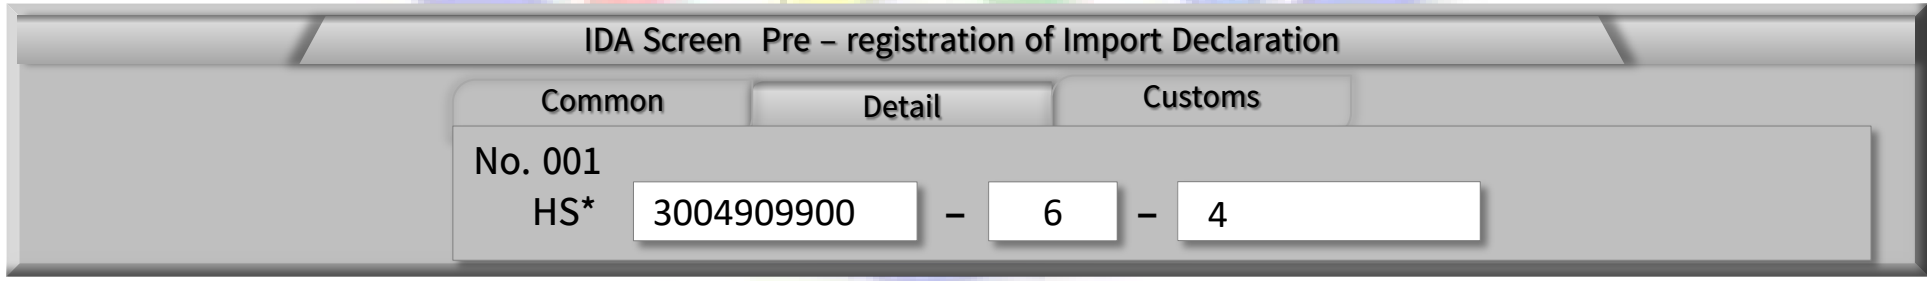 IDA Screen Pre – registration of Import Declaration
Common Detail Customs
No. 001
HS* 3004909900 – 6 – 4